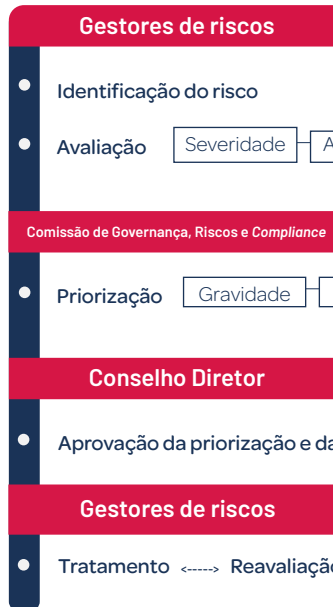 Gestores de riscos
Identificação do risco
Avaliação Severidade
Comissão de Governança, Riscos e Compliance
Priorização Gravidade
Conselho Diretor
Aprovação da priorização e da
Gestores de riscos
Tratamento <-----> Reavaliação